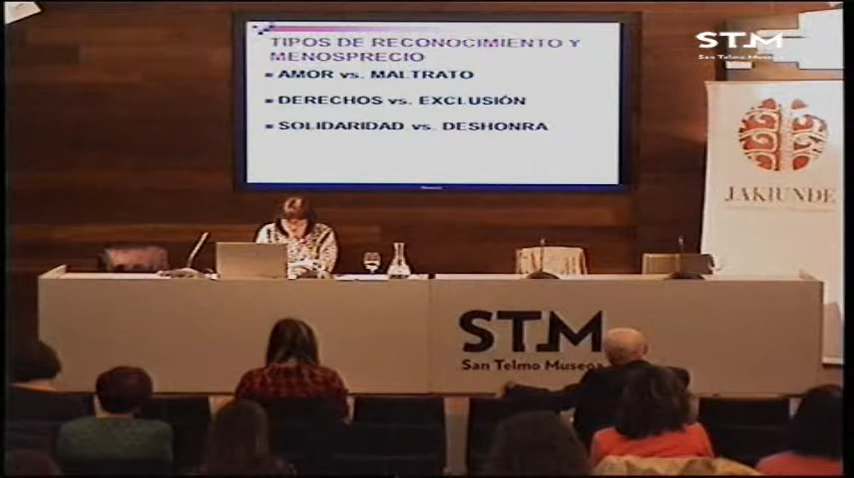 TIPOS DE RECONOCIMIENTO Y
MENOSPRECIO
AMOR vs. MALTRATO
DERECHOS vs. EXCLUSIÓN
SOLIDARIDAD vs. DESHONRA
STM
San Telmo Museoa
JAKIUNDE
STM
San Telmo Museoa